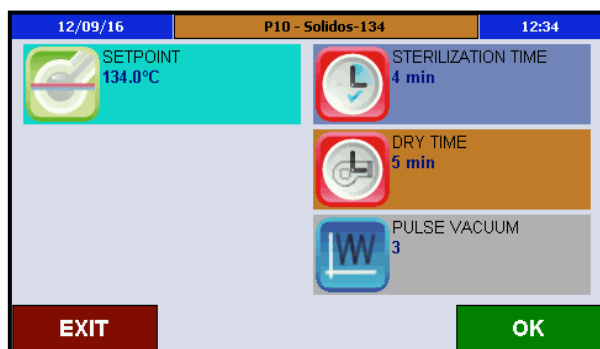 12/09/16
P10 - Solidos-134
12:34
SETPOINT
134.0°C
STERILIZATION TIME
4 min
DRY TIME
5 min
PULSE VACUUM
3
EXIT
OK